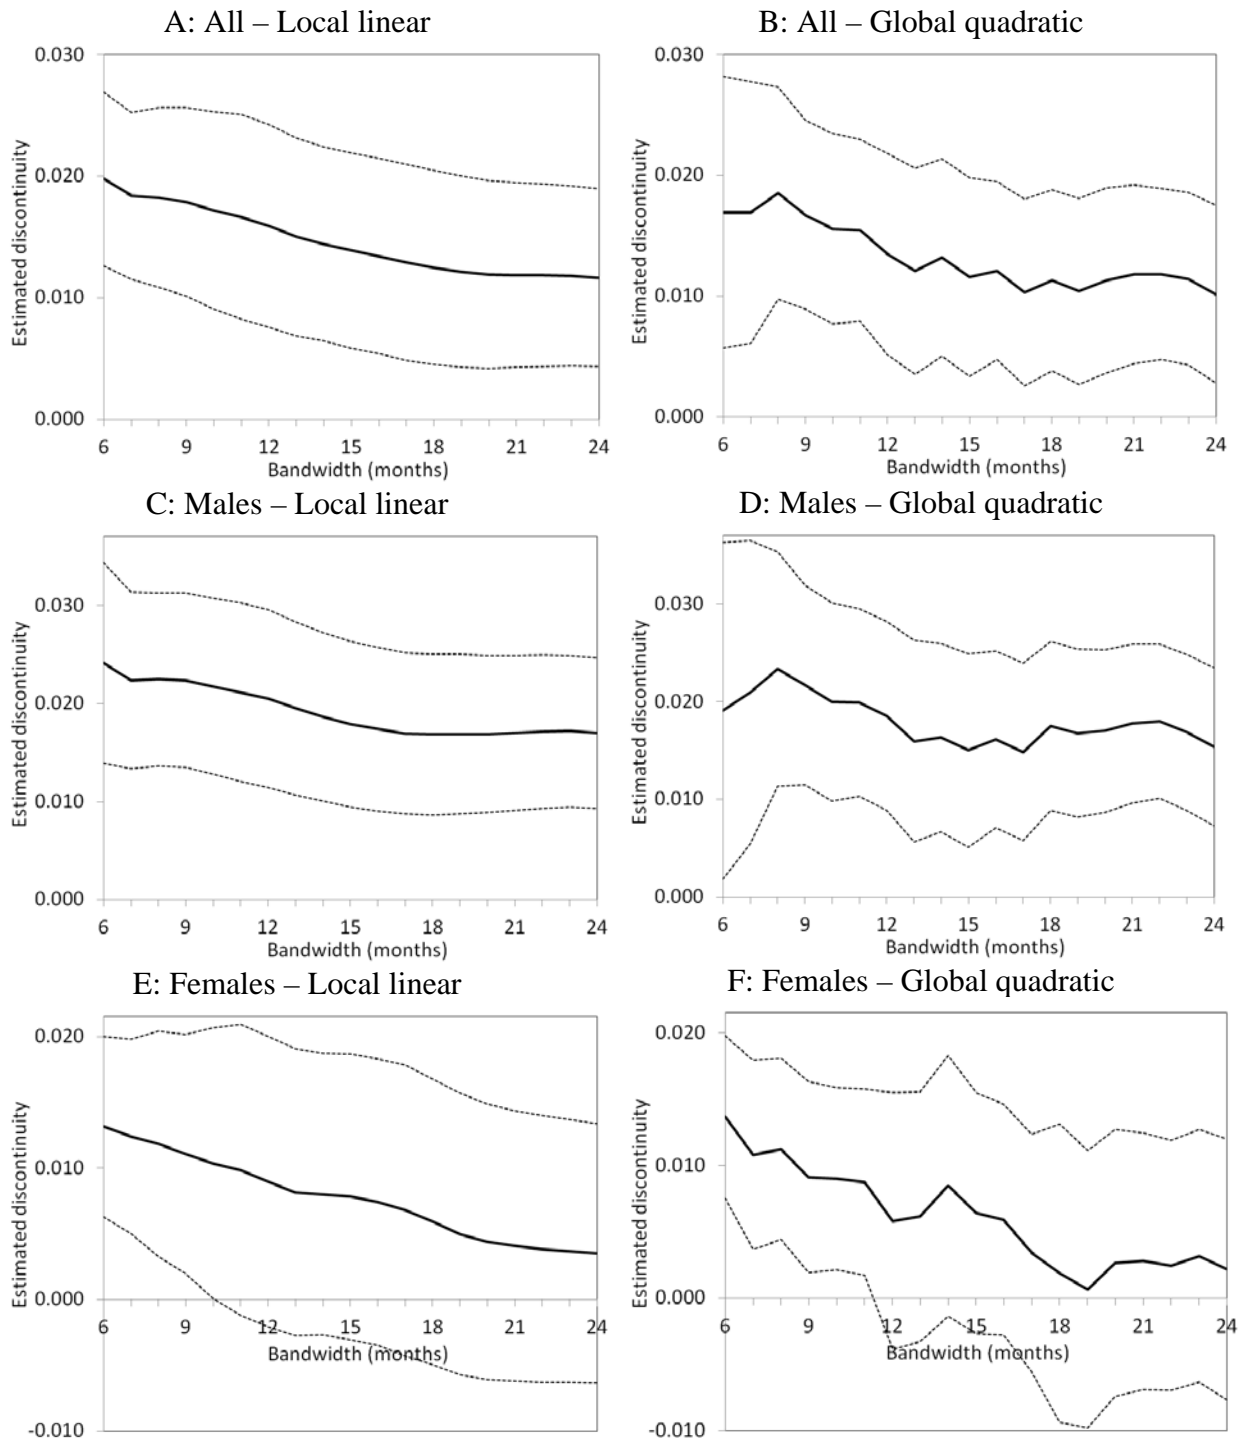 A: All – Local linear
0.030
0.020
0.010
0.000
Estimated discontinuity
6 9 12 15 18 21 24
Bandwidth (months)
B: All – Global quadratic
0.030
0.020
0.010
0.000
Estimated discontinuity
6 9 12 15 18 21 24
Bandwidth (months)
C: Males – Local linear
0.030
0.020
0.010
0.000
Estimated discontinuity
6 9 12 15 18 21 24
Bandwidth (months)
D: Males – Global quadratic
0.030
0.020
0.010
0.000
Estimated discontinuity
6 9 12 15 18 21 24
Bandwidth (months)
E: Females – Local linear
0.020
0.010
0.000
-0.010
Estimated discontinuity
6 9 12 15 18 21 24
Bandwidth (months)
F: Females – Global quadratic
0.020
0.010
0.000
-0.010
Estimated discontinuity
6 9 12 15 18 21 24
Bandwidth (months)